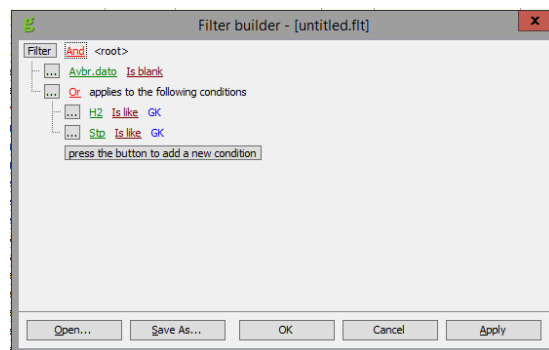 Filter builder - [untitled.flt]
x
Filter And <root>
... Avbr.dato Is blank
... Or applies to the following conditions
... H2 Is like GK
... Stp Is like GK
press the button to add a new condition
Open... Save As... OK Cancel Apply